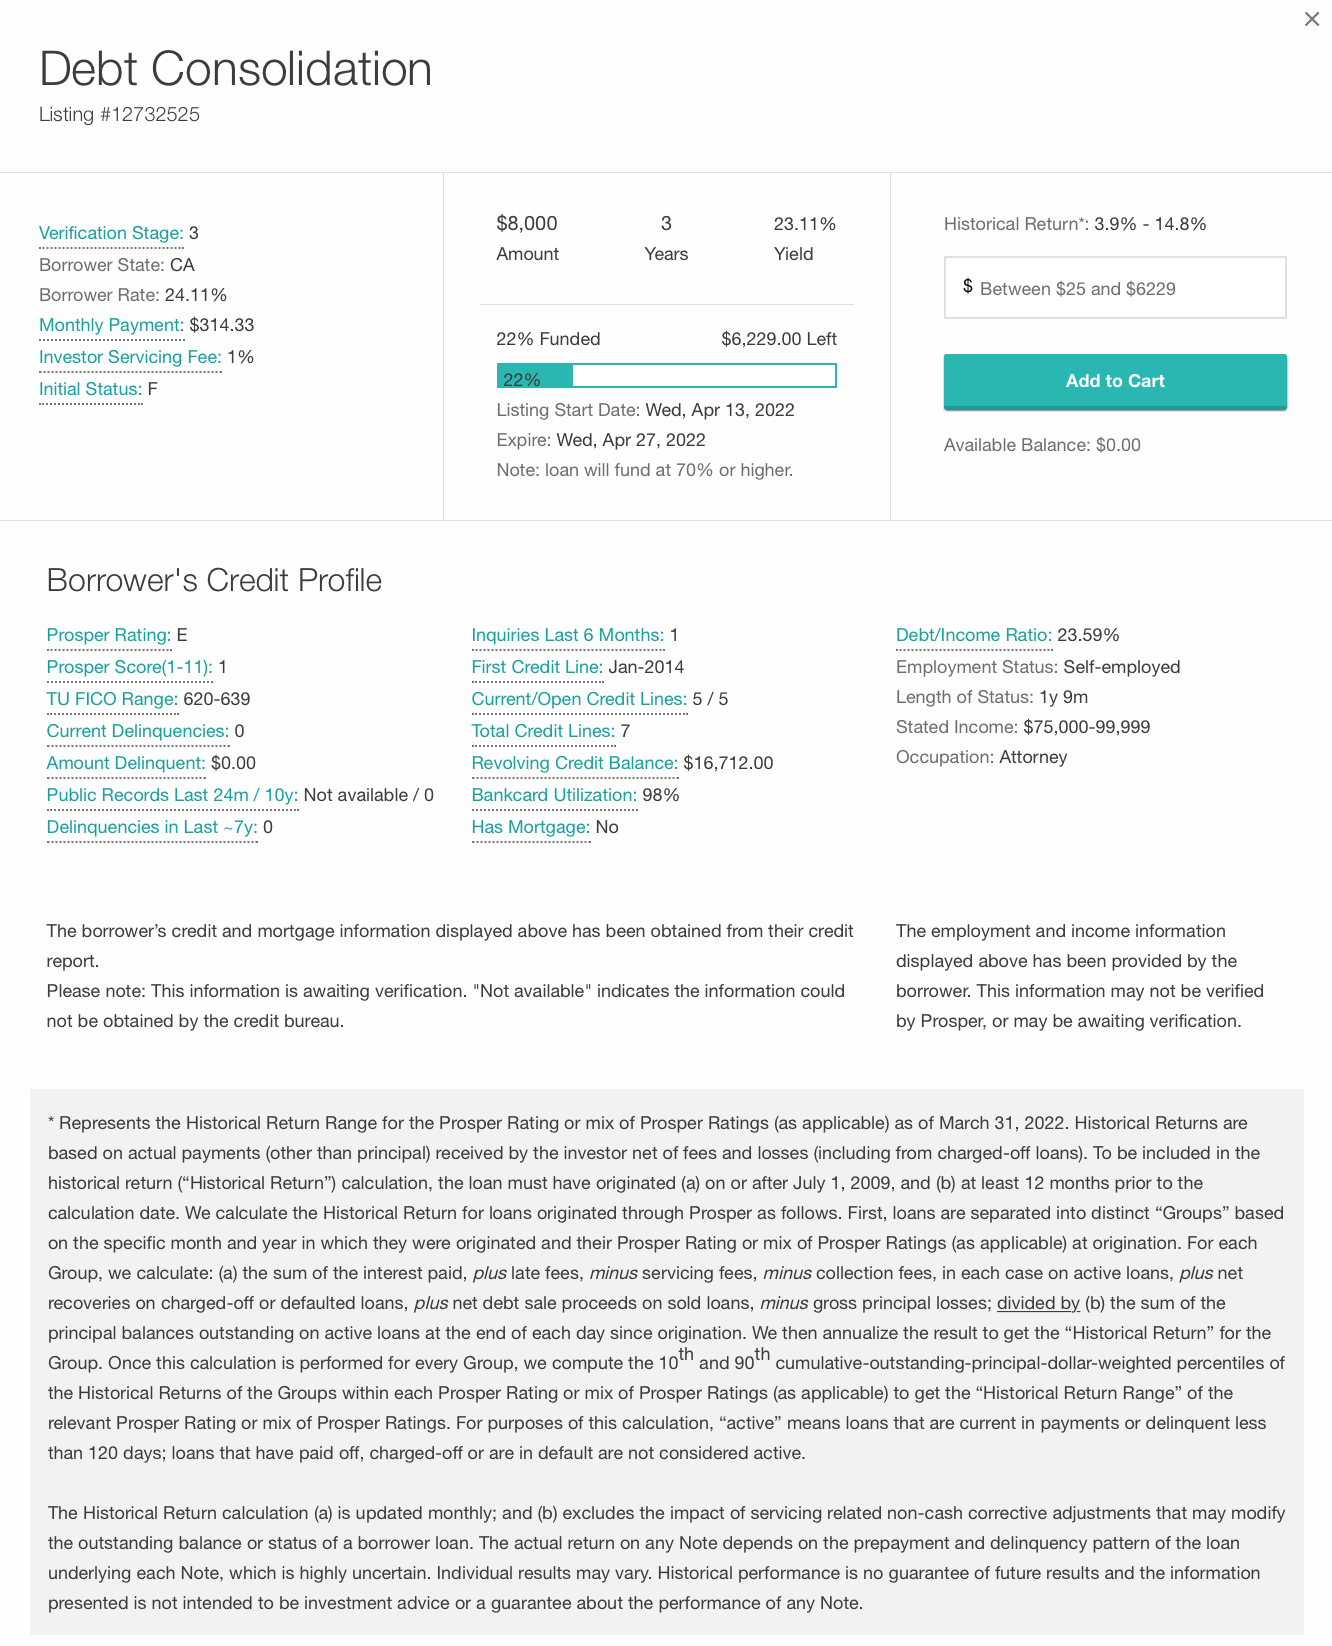 Debt Consolidation
Listing #12732525
Verification Stage: 3
Borrower State: CA
Borrower Rate: 24.11%
Monthly Payment: $314.33
Investor Servicing Fee: 1%
Initial Status: F
$8,000 3 23.11%
Amount Years Yield
22% Funded $6,229.00 Left
22%
Listing Start Date: Wed, Apr 13, 2022
Expire: Wed, Apr 27, 2022
Note: loan will fund at 70% or higher.
Historical Return*: 3.9% - 14.8%
$ Between $25 and $6229
Add to Cart
Available Balance: $0.00
Borrower's Credit Profile
Prosper Rating: E
Prosper Score(1-11): 1
TU FICO Range: 620-639
Current Delinquencies: 0
Amount Delinquent: $0.00
Public Records Last 24m / 10y: Not available / 0
Delinquencies in Last ~7y: 0
Inquiries Last 6 Months: 1
First Credit Line: Jan-2014
Current/Open Credit Lines: 5 / 5
Total Credit Lines: 7
Revolving Credit Balance: $16,712.00
Bankcard Utilization: 98%
Has Mortgage: No
Debt/Income Ratio: 23.59%
Employment Status: Self-employed
Length of Status: 1y 9m
Stated Income: $75,000-99,999
Occupation: Attorney
The borrower’s credit and mortgage information displayed above has been obtained from their credit
report.
Please note: This information is awaiting verification. "Not available" indicates the information could
not be obtained by the credit bureau.
The employment and income information
displayed above has been provided by the
borrower. This information may not be verified
by Prosper, or may be awaiting verification.
* Represents the Historical Return Range for the Prosper Rating or mix of Prosper Ratings (as applicable) as of March 31, 2022. Historical Returns are
based on actual payments (other than principal) received by the investor net of fees and losses (including from charged-off loans). To be included in the
historical return (“Historical Return”) calculation, the loan must have originated (a) on or after July 1, 2009, and (b) at least 12 months prior to the
calculation date. We calculate the Historical Return for loans originated through Prosper as follows. First, loans are separated into distinct “Groups” based
on the specific month and year in which they were originated and their Prosper Rating or mix of Prosper Ratings (as applicable) at origination. For each
Group, we calculate: (a) the sum of the interest paid, plus late fees, minus servicing fees, minus collection fees, in each case on active loans, plus net
recoveries on charged-off or defaulted loans, plus net debt sale proceeds on sold loans, minus gross principal losses; divided by (b) the sum of the
principal balances outstanding on active loans at the end of each day since origination. We then annualize the result to get the “Historical Return” for the
Group. Once this calculation is performed for every Group, we compute the 10th and 90th cumulative-outstanding-principal-dollar-weighted percentiles of
the Historical Returns of the Groups within each Prosper Rating or mix of Prosper Ratings (as applicable) to get the “Historical Return Range” of the
relevant Prosper Rating or mix of Prosper Ratings. For purposes of this calculation, “active” means loans that are current in payments or delinquent less
than 120 days; loans that have paid off, charged-off or are in default are not considered active.
The Historical Return calculation (a) is updated monthly; and (b) excludes the impact of servicing related non-cash corrective adjustments that may modify
the outstanding balance or status of a borrower loan. The actual return on any Note depends on the prepayment and delinquency pattern of the loan
underlying each Note, which is highly uncertain. Individual results may vary. Historical performance is no guarantee of future results and the information
presented is not intended to be investment advice or a guarantee about the performance of any Note.